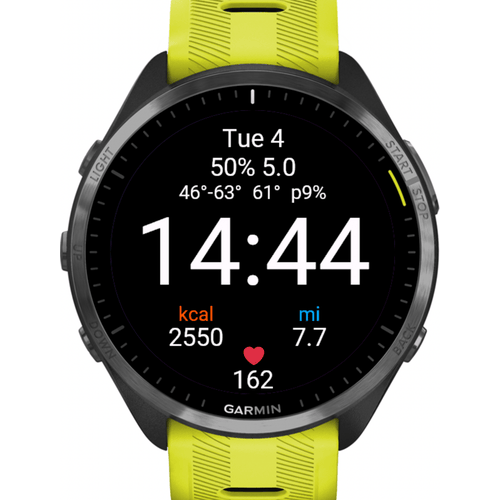 Tue 4
50% 5.0
46°-63° 61° p9%
LIGHT
START
STOP
14:44
UP
kcal
mi
2550
7.7
DOWN
BACK
162
GARMIN